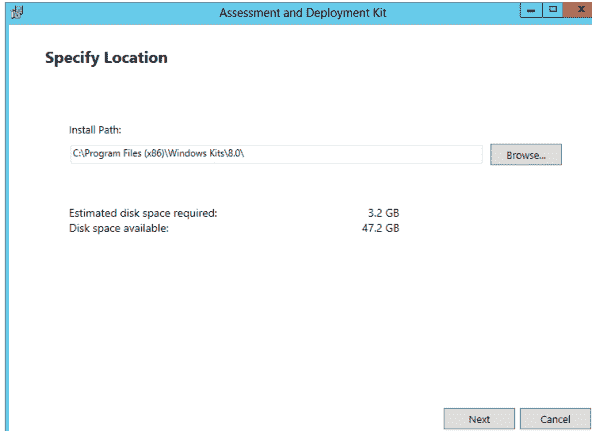 Assessment and Deployment Kit
Specify Location
Install Path:
C:\Program Files (x86)\Windows Kits\8.0\
Browse...
Estimated disk space required: 3.2 GB
Disk space available: 47.2 GB
Next Cancel